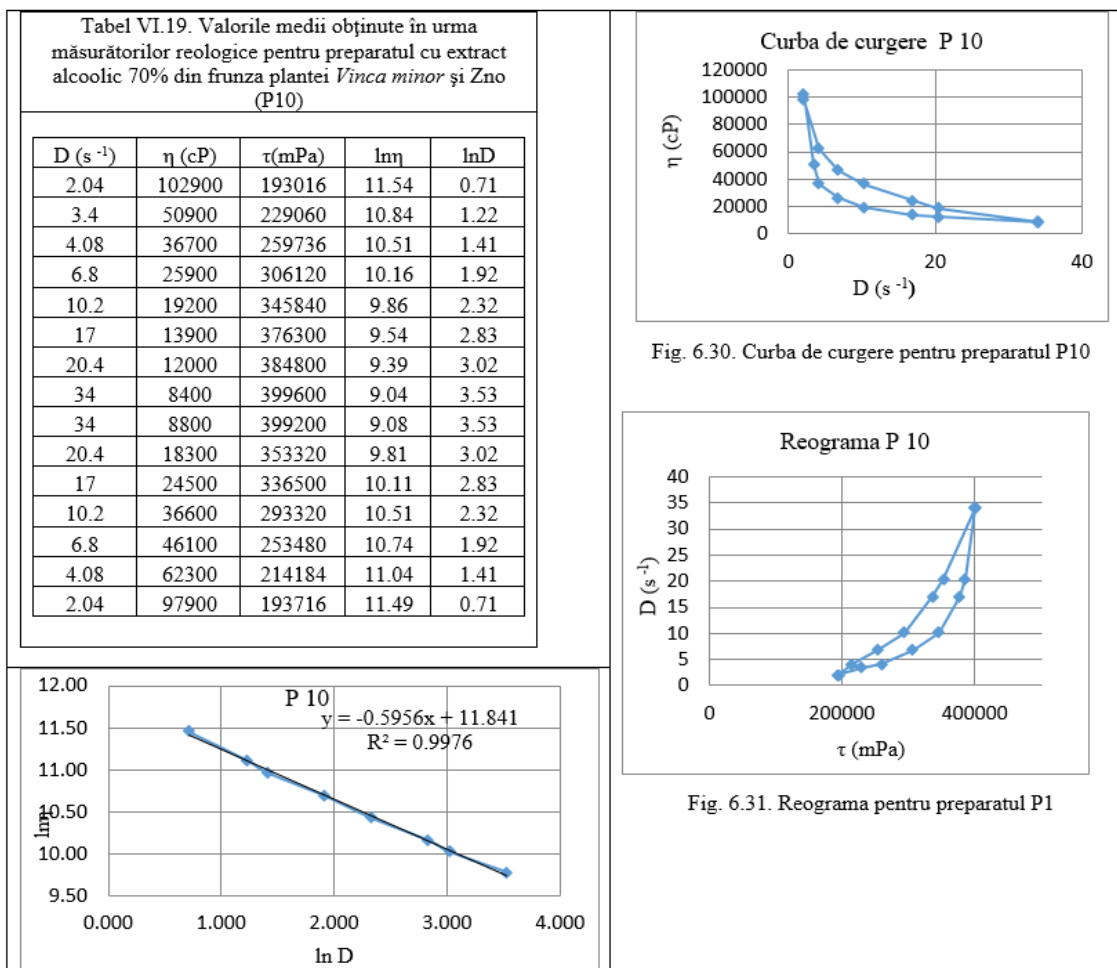 Tabel VI.19. Valorile medii obținute în urma
măsurătorilor reologice pentru preparatul cu extract
alcoolic 70% din frunza plantei Vinca minor și Zno
(P10)
D (s -1) η (cP) τ(mPa) lnη lnD
2.04 102900 193016 11.54 0.71
3.4 50900 229060 10.84 1.22
4.08 36700 259736 10.51 1.41
6.8 25900 306120 10.16 1.92
10.2 19200 345840 9.86 2.32
17 13900 376300 9.54 2.83
20.4 12000 384800 9.39 3.02
34 8400 399600 9.04 3.53
34 8800 399200 9.08 3.53
20.4 18300 353320 9.81 3.02
17 24500 336500 10.11 2.83
10.2 36600 293320 10.51 2.32
6.8 46100 253480 10.74 1.92
4.08 62300 214184 11.04 1.41
2.04 97900 193716 11.49 0.71
Curba de curgere P 10
120000
100000
80000
60000
40000
20000
0
η (cP)
0 20 40
D (s -1)
Fig. 6.30. Curba de curgere pentru preparatul P10
Reograma P 10
40
35
30
25
20
15
10
5
0
D (s -1)
0 200000 400000
τ (mPa)
Fig. 6.31. Reograma pentru preparatul P1
P 10
y = -0.5956x + 11.841
R² = 0.9976
12.00
11.50
11.00
10.50
10.00
9.50
lnη
0.000 1.000 2.000 3.000 4.000
ln D